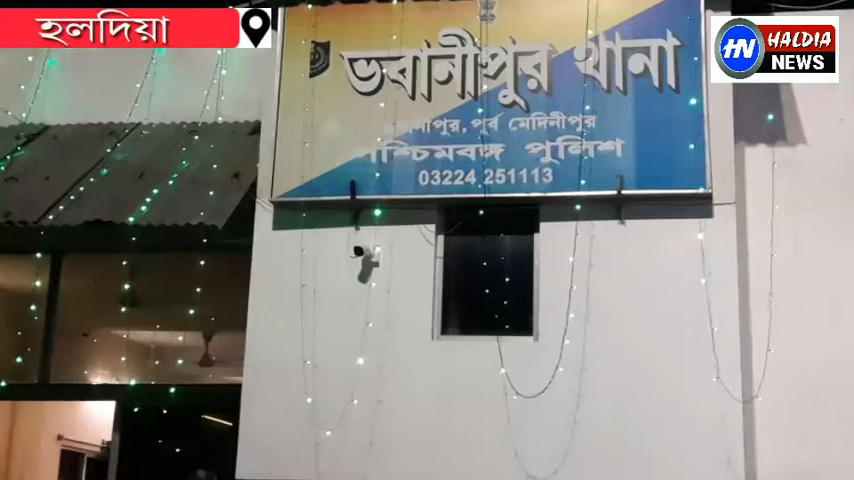 হলদিয়া
HN HALDIA
NEWS
ভবানীপুর থানা
পূর্ব মেদিনীপুর
পশ্চিমবঙ্গ পুলিশ
03224 251113